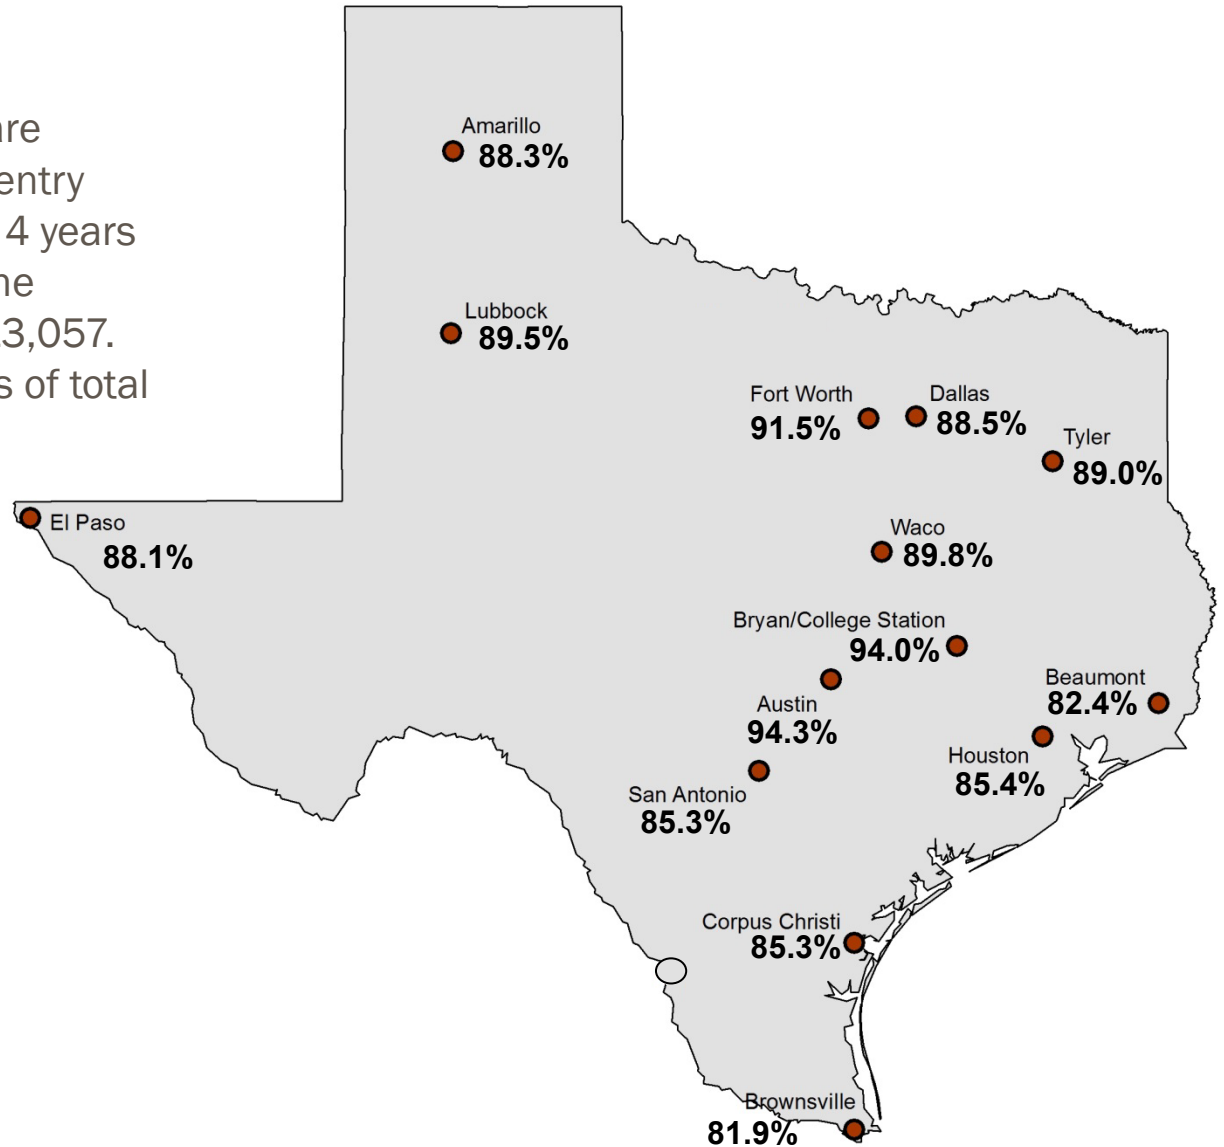 are
entry
4 years
3,057.
s of total
Amarillo
88.3%
Lubbock
89.5%
Fort Worth
91.5%
Dallas
88.5%
Tyler
89.0%
El Paso
88.1%
Waco
89.8%
Bryan/College Station
94.0%
Austin
94.3%
Beaumont
82.4%
Houston
85.4%
San Antonio
85.3%
Corpus Christi
85.3%
Brownsville
81.9%